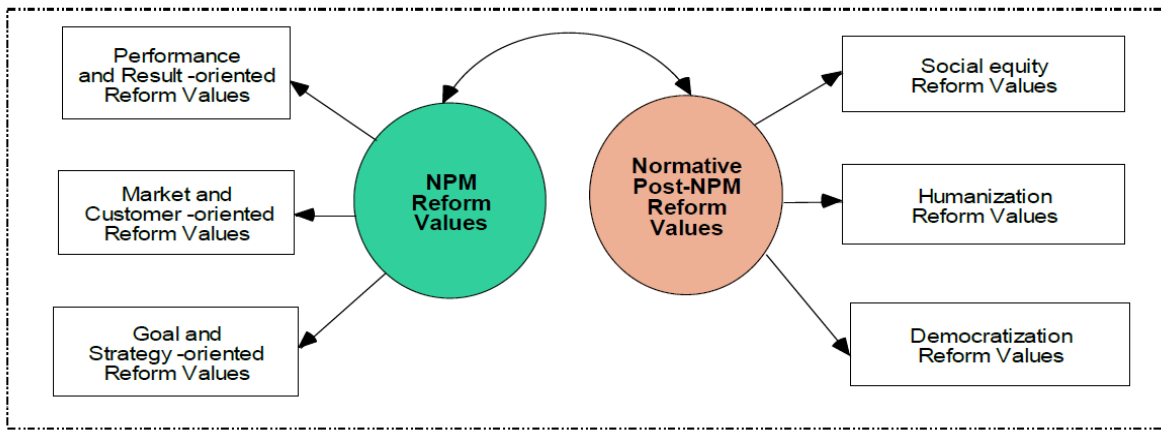 Performance
and Result -oriented
Reform Values
Market and
Customer -oriented
Reform Values
Goal and
Strategy -oriented
Reform Values
NPM
Reform
Values
Normative
Post-NPM
Reform
Values
Social equity
Reform Values
Humanization
Reform Values
Democratization
Reform Values